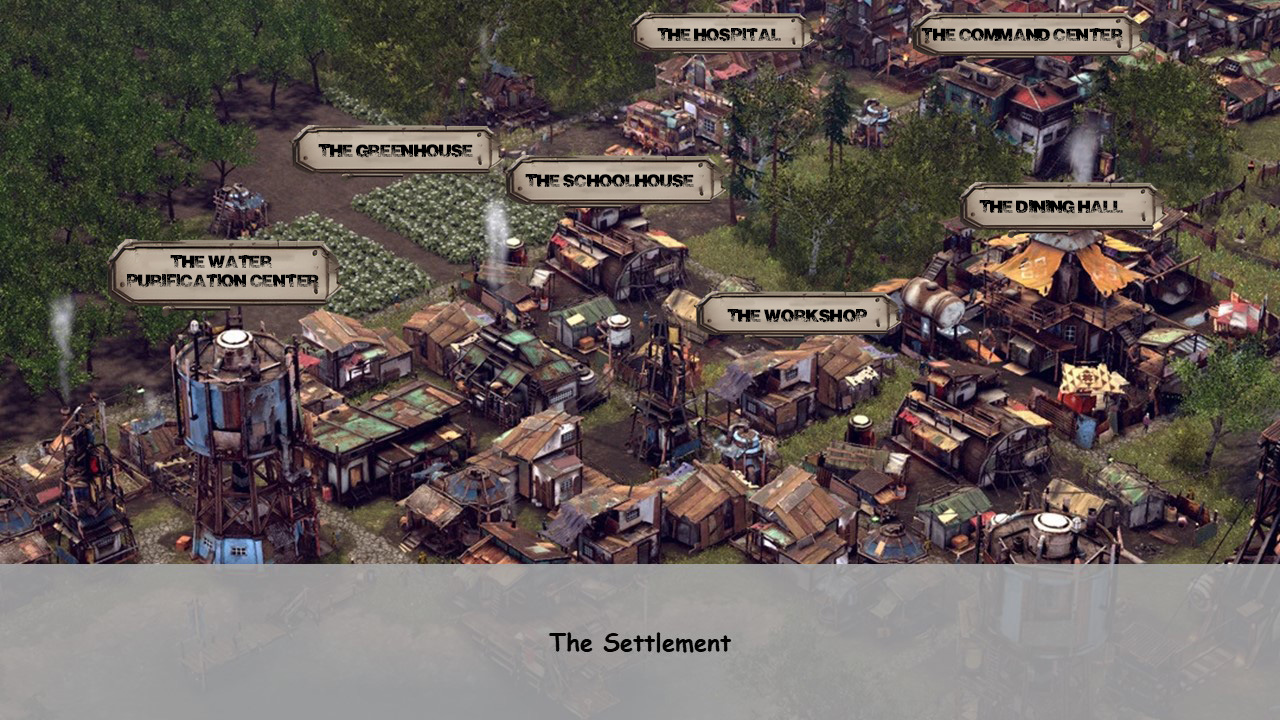 THE HOSPITAL
THE COMMAND CENTER
THE GREENHOUSE
THE SCHOOLHOUSE
THE DINING HALL
THE WATER
PURIFICATION CENTER
THE WORKSHOP
The Settlement